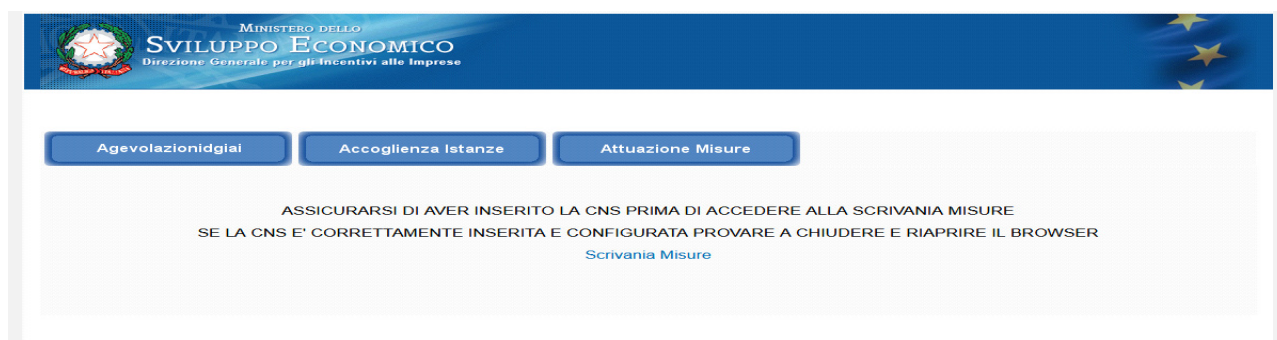 MINISTERO DELLO
SVILUPPO ECONOMICO
Direzione Generale per gli Incentivi alle Imprese
Agevolazionidgiai Accoglienza Istanze Attuazione Misure
ASSICURARSI DI AVER INSERITO LA CNS PRIMA DI ACCEDERE ALLA SCRIVANIA MISURE
SE LA CNS E' CORRETTAMENTE INSERITA E CONFIGURATA PROVARE A CHIUDERE E RIAPRIRE IL BROWSER
Scrivania Misure